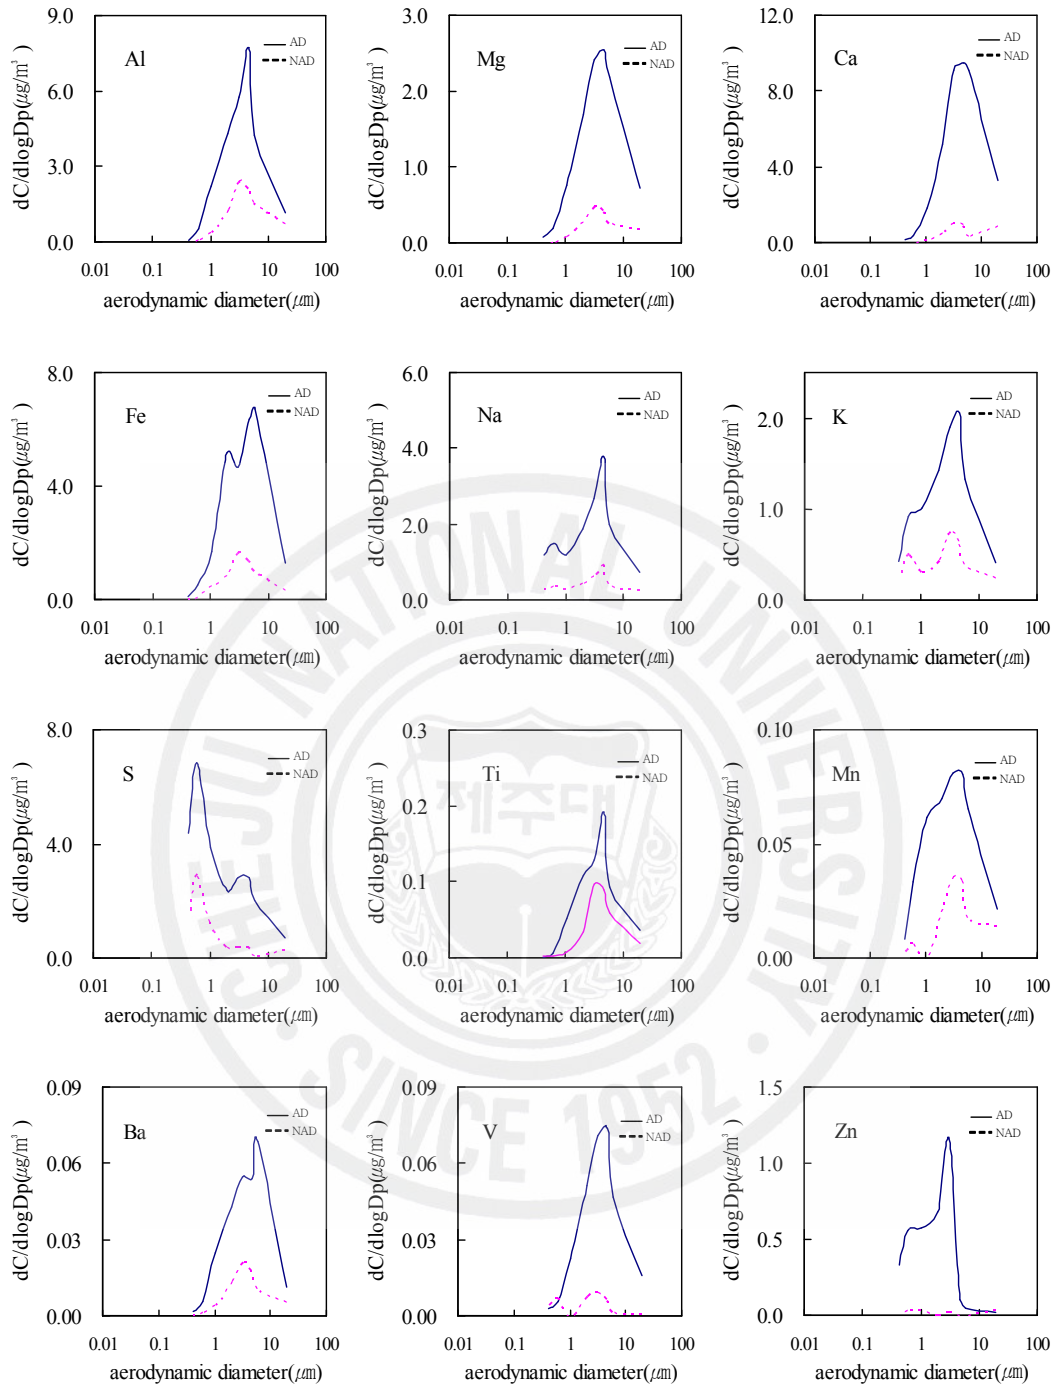 9.0
6.0
3.0
0.0
dC/dlogDp(μg/m³)
Al
AD
NAD
0.01 0.1 1 10 100
aerodynamic diameter(μm)
3.0
2.0
1.0
0.0
dC/dlogDp(μg/m³)
Mg
AD
NAD
0.01 0.1 1 10 100
aerodynamic diameter(μm)
12.0
8.0
4.0
0.0
dC/dlogDp(μg/m³)
Ca
AD
NAD
0.01 0.1 1 10 100
aerodynamic diameter(μm)
8.0
4.0
0.0
dC/dlogDp(μg/m³)
Fe
AD
NAD
0.01 0.1 1 10 100
aerodynamic diameter(μm)
6.0
4.0
2.0
0.0
dC/dlogDp(μg/m³)
Na
AD
NAD
0.01 0.1 1 10 100
aerodynamic diameter(μm)
2.0
1.0
0.0
dC/dlogDp(μg/m³)
K
AD
NAD
0.01 0.1 1 10 100
aerodynamic diameter(μm)
8.0
4.0
0.0
dC/dlogDp(μg/m³)
S
AD
NAD
0.01 0.1 1 10 100
aerodynamic diameter(μm)
0.3
0.2
0.1
0.0
dC/dlogDp(μg/m³)
Ti
AD
NAD
0.01 0.1 1 10 100
aerodynamic diameter(μm)
0.10
0.05
0.00
dC/dlogDp(μg/m³)
Mn
AD
NAD
0.01 0.1 1 10 100
aerodynamic diameter(μm)
0.09
0.06
0.03
0.00
dC/dlogDp(μg/m³)
Ba
AD
NAD
0.01 0.1 1 10 100
aerodynamic diameter(μm)
0.09
0.06
0.03
0.00
dC/dlogDp(μg/m³)
V
AD
NAD
0.01 0.1 1 10 100
aerodynamic diameter(μm)
1.5
1.0
0.5
0.0
dC/dlogDp(μg/m³)
Zn
AD
NAD
0.01 0.1 1 10 100
aerodynamic diameter(μm)
CHEJU NATIONAL UNIVERSITY
제주대
SINCE 1952